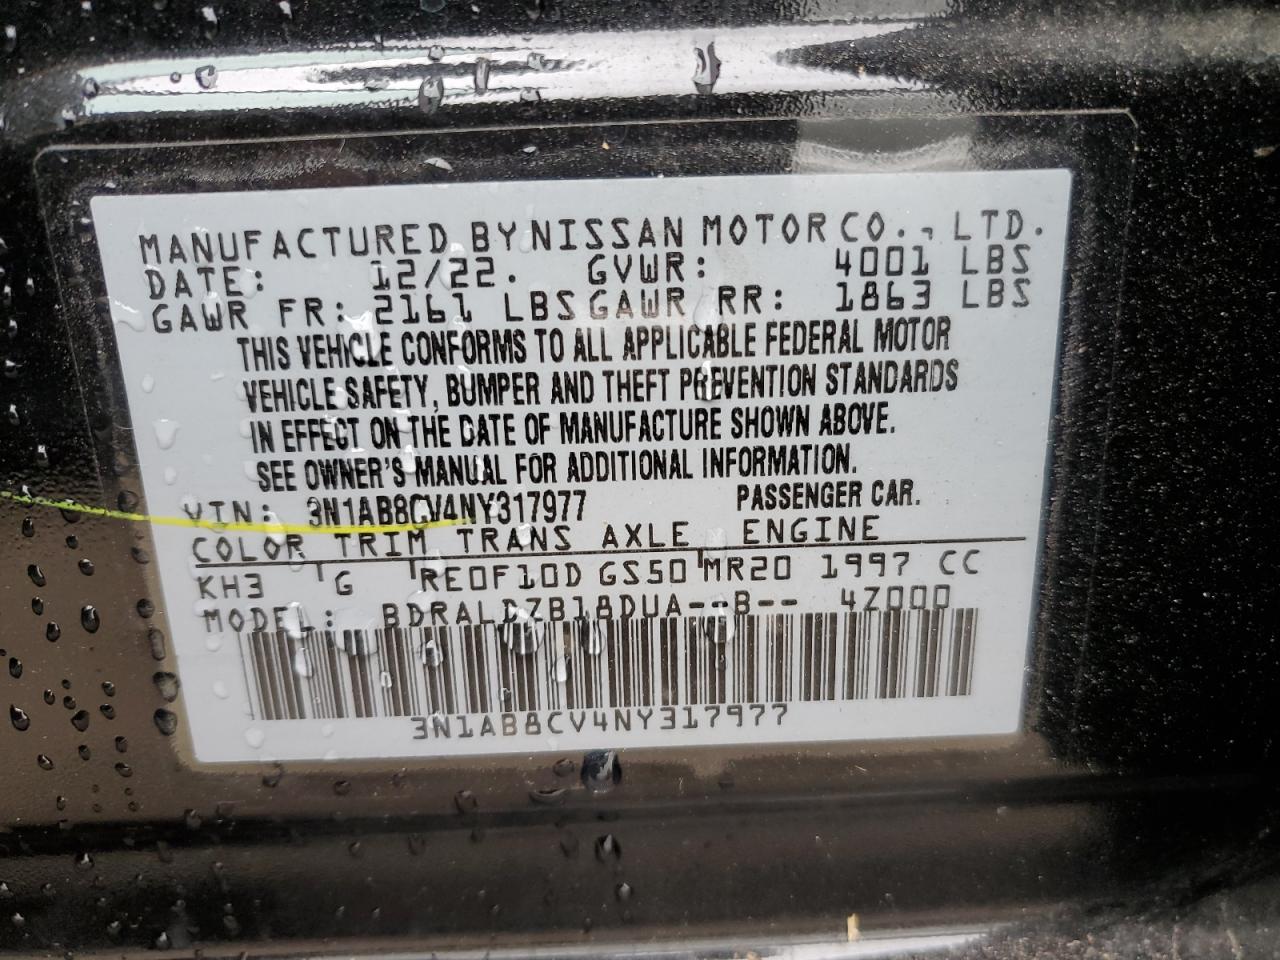 MANUFACTURED BY NISSAN MOTOR CO., LTD.
DATE: 12/22. GVWR: 4001 LBS
GAWR FR: 2161 LBS GAWR RR: 1863 LBS
THIS VEHICLE CONFORMS TO ALL APPLICABLE FEDERAL MOTOR
VEHICLE SAFETY, BUMPER AND THEFT PREVENTION STANDARDS
IN EFFECT ON THE DATE OF MANUFACTURE SHOWN ABOVE.
SEE OWNER'S MANUAL FOR ADDITIONAL INFORMATION.
VIN: 3N1AB8CV4NY317977 PASSENGER CAR.
COLOR TRIM TRANS AXLE ENGINE
KH3 G RE0F10D GS50 MR20 1997 CC
MODEL: BDRALDZB18DUA--B-- 4Z000
3N1AB8CV4NY317977